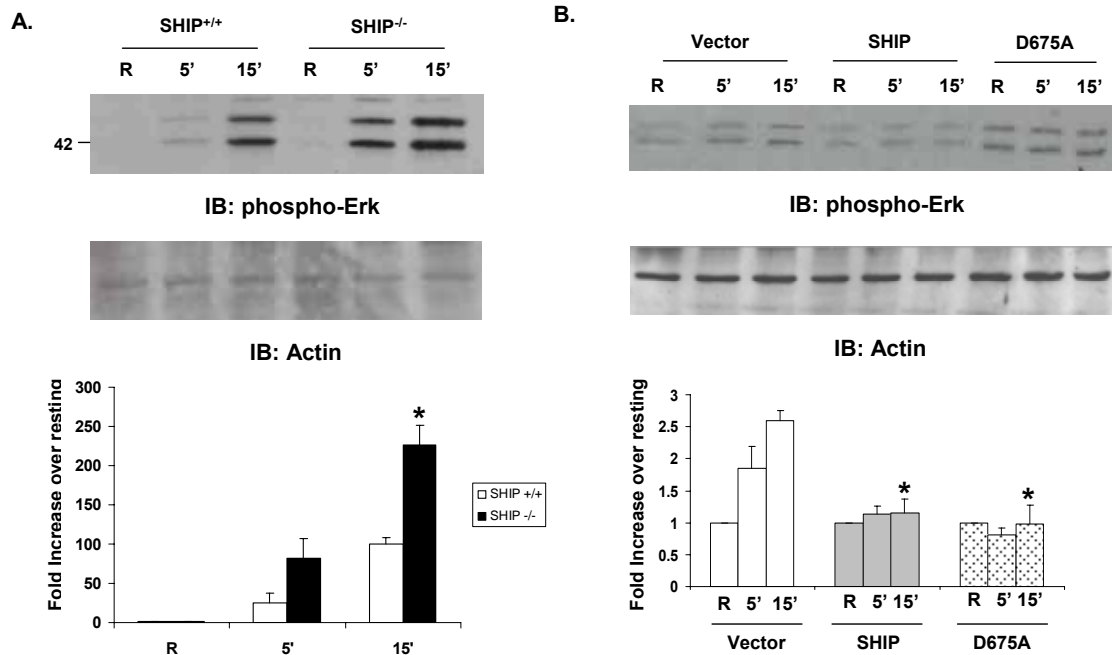 A.
SHIP+/+ SHIP-/-
R 5' 15' R 5' 15'
42
IB: phospho-Erk
IB: Actin
Fold Increase over resting
300
250
200
150
100
50
0
*
SHIP +/+
SHIP -/-
R 5' 15'
B.
Vector SHIP D675A
R 5' 15' R 5' 15' R 5' 15'
IB: phospho-Erk
IB: Actin
Fold Increase over resting
3
2.5
2
1.5
1
0.5
0
* *
R 5' 15' R 5' 15' R 5' 15'
Vector SHIP D675A